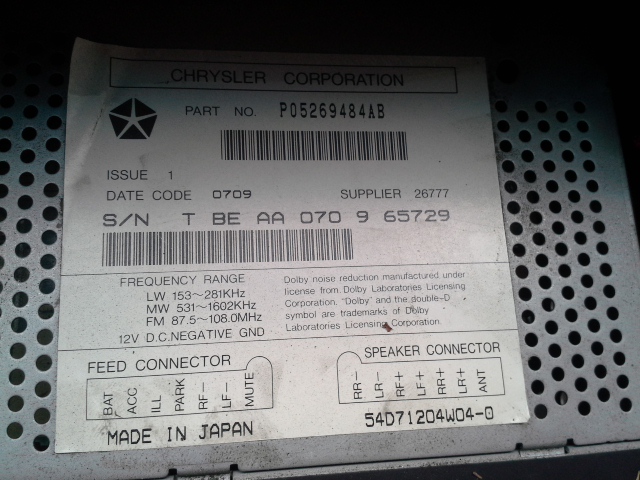 CHRYSLER CORPORATION
PART NO. P05269484AB
ISSUE 1
DATE CODE 0709 SUPPLIER 26777
S/N T BE AA 070 9 65729
FREQUENCY RANGE
LW 153~281KHz
MW 531~1602KHz
FM 87.5~108.0MHz
12V D.C.NEGATIVE GND
Dolby noise reduction manufactured under
license from Dolby Laboratories Licensing
Corporation. "Dolby" and the double-D
symbol are trademarks of Dolby
Laboratories Licensing Corporation.
FEED CONNECTOR
BAT
ACC
ILL
PARK
RF-
LF-
MUTE
SPEAKER CONNECTOR
RR-
LR-
RF+
LF+
RR+
LR+
ANT
MADE IN JAPAN
54D71204W04-0